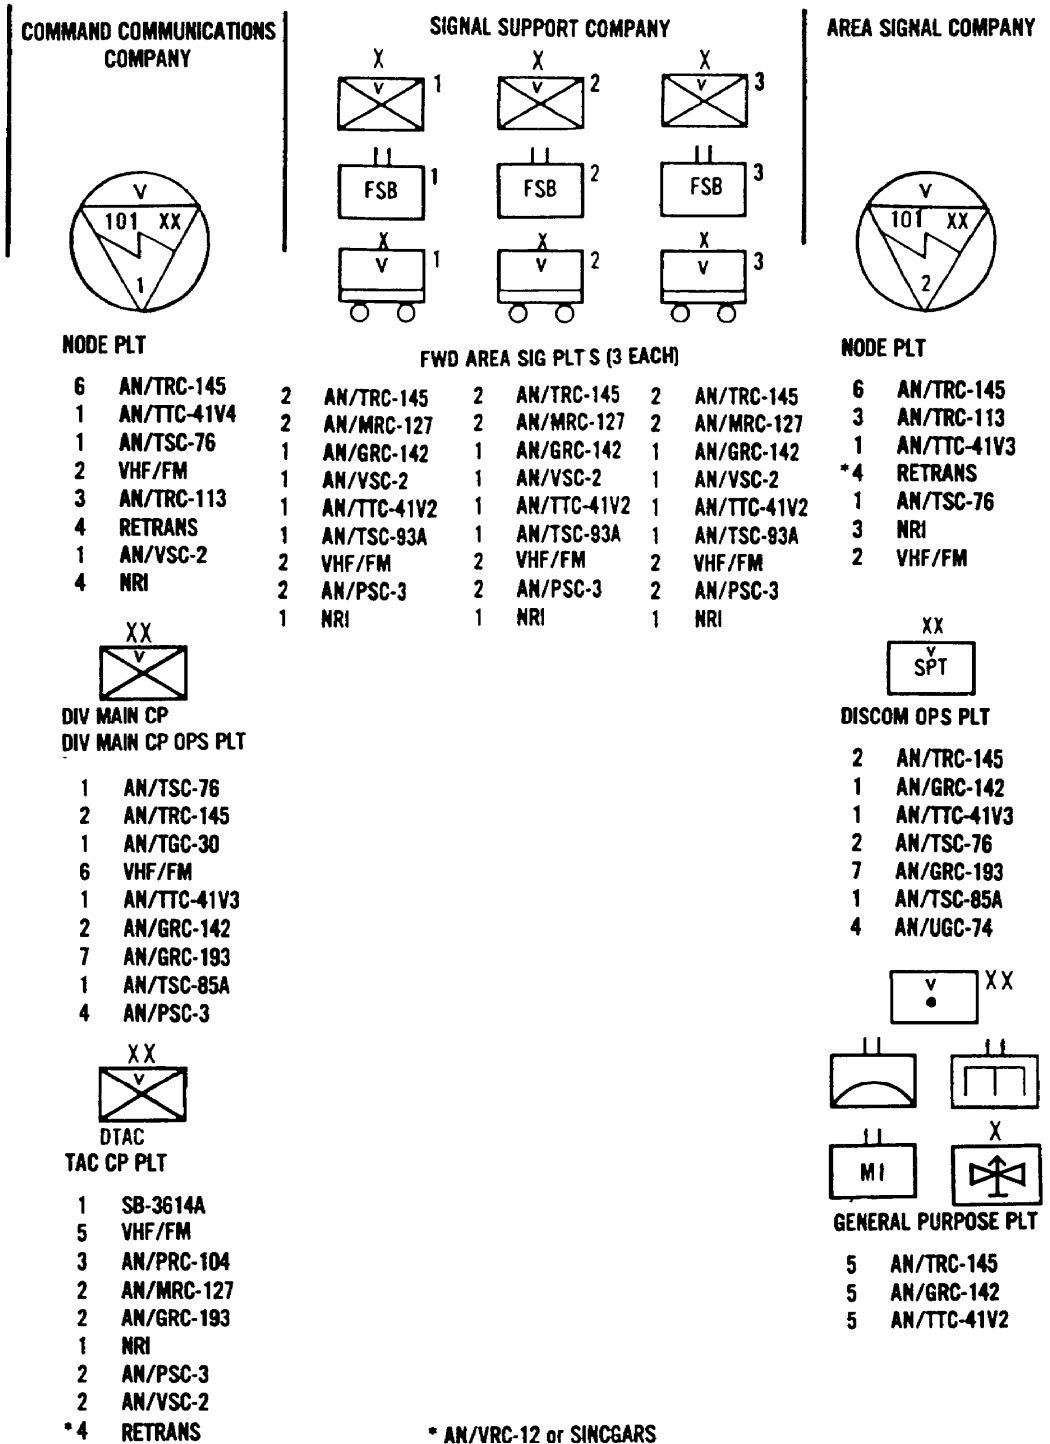 COMMAND COMMUNICATIONS
COMPANY
V
101 XX
1
NODE PLT
6 AN/TRC-145
1 AN/TTC-41V4
1 AN/TSC-76
2 VHF/FM
3 AN/TRC-113
4 RETRANS
1 AN/VSC-2
4 NRI
XX
V
DIV MAIN CP
DIV MAIN CP OPS PLT
1 AN/TSC-76
2 AN/TRC-145
1 AN/TGC-30
6 VHF/FM
1 AN/TTC-41V3
2 AN/GRC-142
7 AN/GRC-193
1 AN/TSC-85A
4 AN/PSC-3
XX
V
DTAC
TAC CP PLT
1 SB-3614A
5 VHF/FM
3 AN/PRC-104
2 AN/MRC-127
2 AN/GRC-193
1 NRI
2 AN/PSC-3
2 AN/VSC-2
*4 RETRANS
SIGNAL SUPPORT COMPANY
X X X
V 1 V 2 V 3
FSB 1 FSB 2 FSB 3
X X X
V 1 V 2 V 3
FWD AREA SIG PLT S (3 EACH)
2 AN/TRC-145 2 AN/TRC-145 2 AN/TRC-145
2 AN/MRC-127 2 AN/MRC-127 2 AN/MRC-127
1 AN/GRC-142 1 AN/GRC-142 1 AN/GRC-142
1 AN/VSC-2 1 AN/VSC-2 1 AN/VSC-2
1 AN/TTC-41V2 1 AN/TTC-41V2 1 AN/TTC-41V2
1 AN/TSC-93A 1 AN/TSC-93A 1 AN/TSC-93A
2 VHF/FM 2 VHF/FM 2 VHF/FM
2 AN/PSC-3 2 AN/PSC-3 2 AN/PSC-3
1 NRI 1 NRI 1 NRI
* AN/VRC-12 or SINCGARS
AREA SIGNAL COMPANY
V
101 XX
2
NODE PLT
6 AN/TRC-145
3 AN/TRC-113
1 AN/TTC-41V3
*4 RETRANS
1 AN/TSC-76
3 NRI
2 VHF/FM
XX
V
SPT
DISCOM OPS PLT
2 AN/TRC-145
1 AN/GRC-142
1 AN/TTC-41V3
2 AN/TSC-76
7 AN/GRC-193
1 AN/TSC-85A
4 AN/UGC-74
V XX
X
MI
GENERAL PURPOSE PLT
5 AN/TRC-145
5 AN/GRC-142
5 AN/TTC-41V2